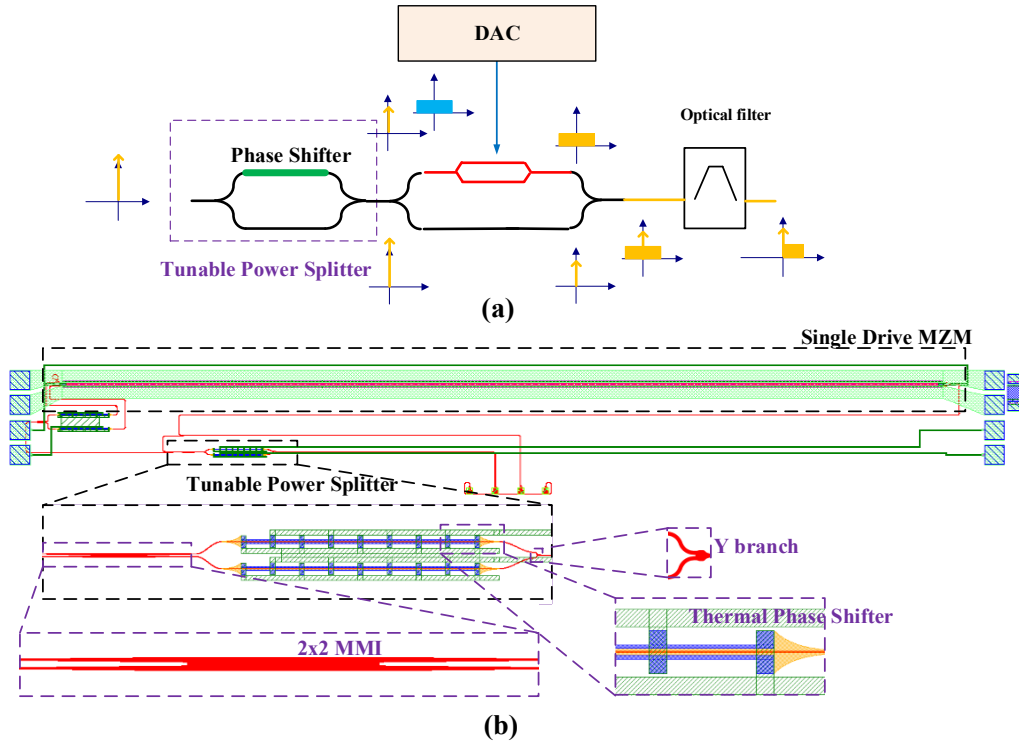 DAC
Optical filter
Phase Shifter
Tunable Power Splitter
(a)
Single Drive MZM
Tunable Power Splitter
Y branch
Thermal Phase Shifter
2x2 MMI
(b)